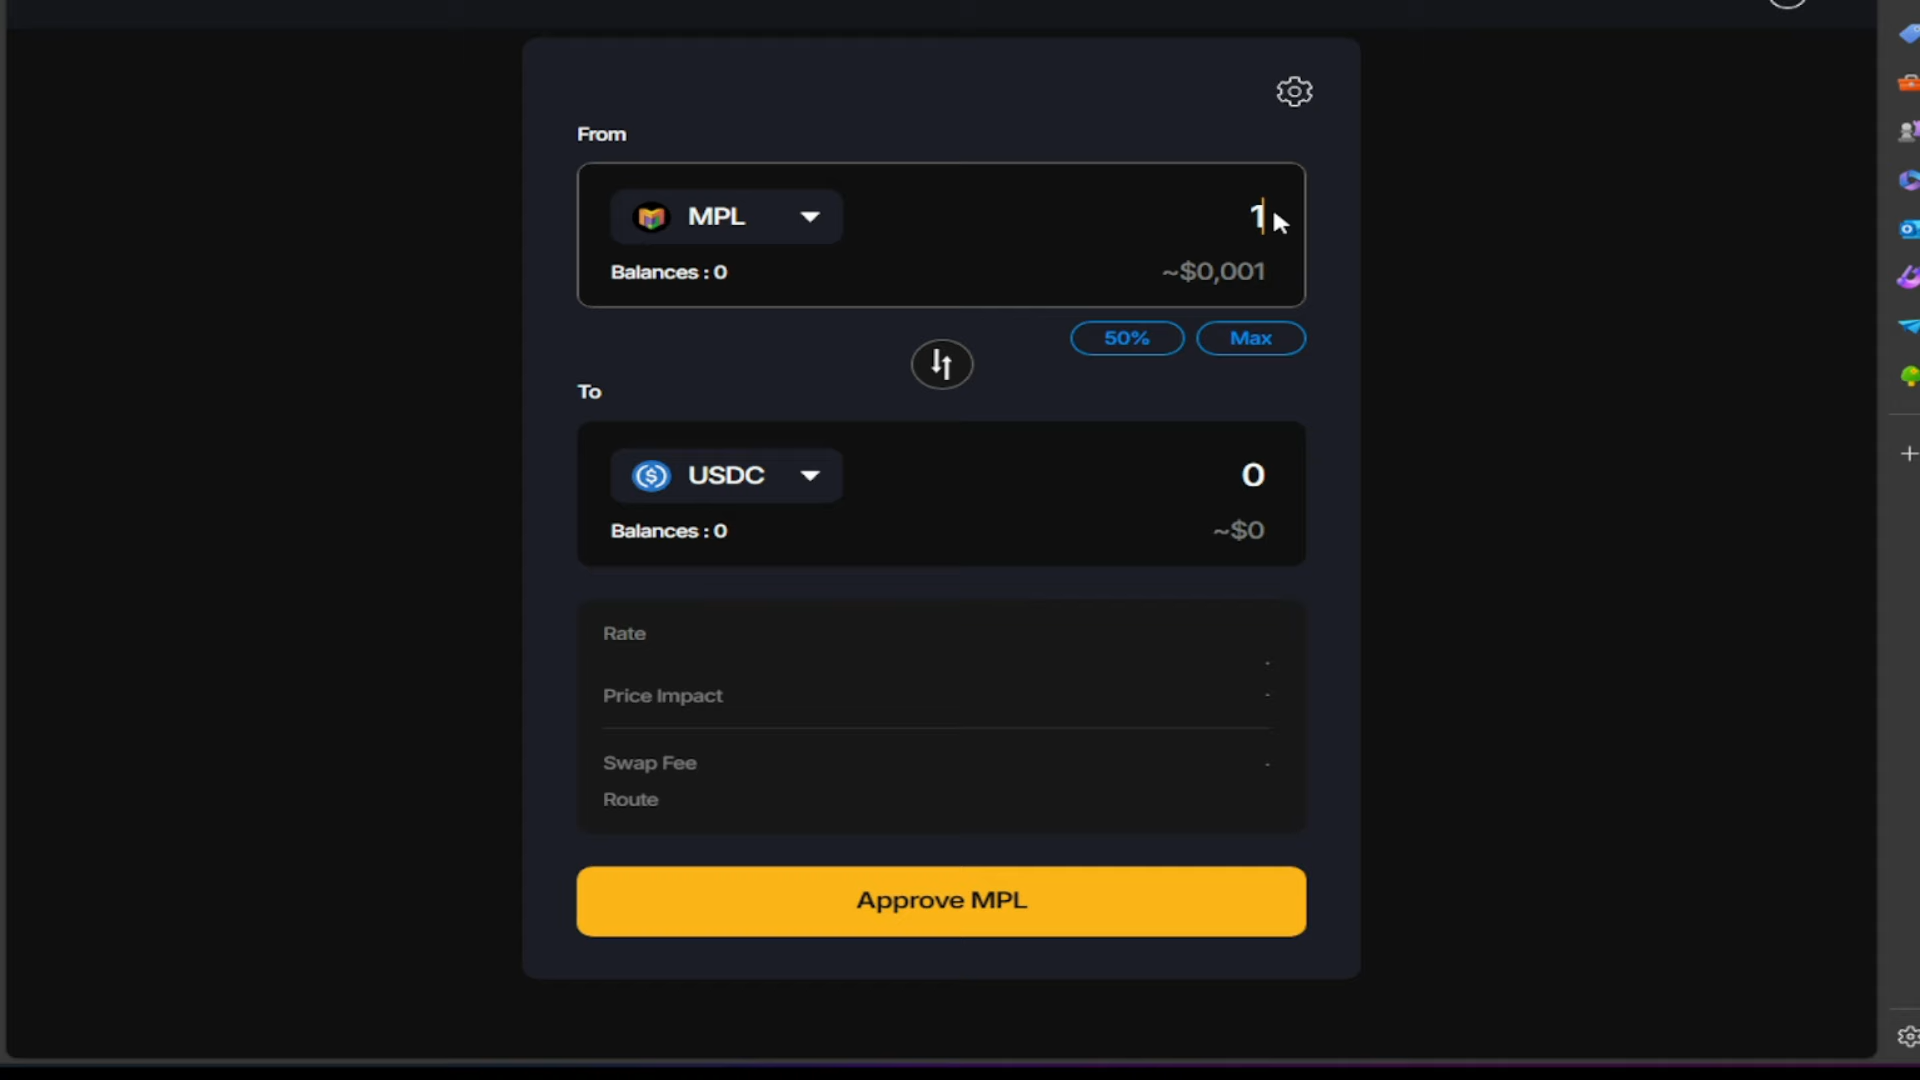 From
MPL
1
Balances : 0
~$0,001
50%
Max
To
USDC
0
Balances : 0
~$0
Rate
-
Price Impact
-
Swap Fee
-
Route
Approve MPL